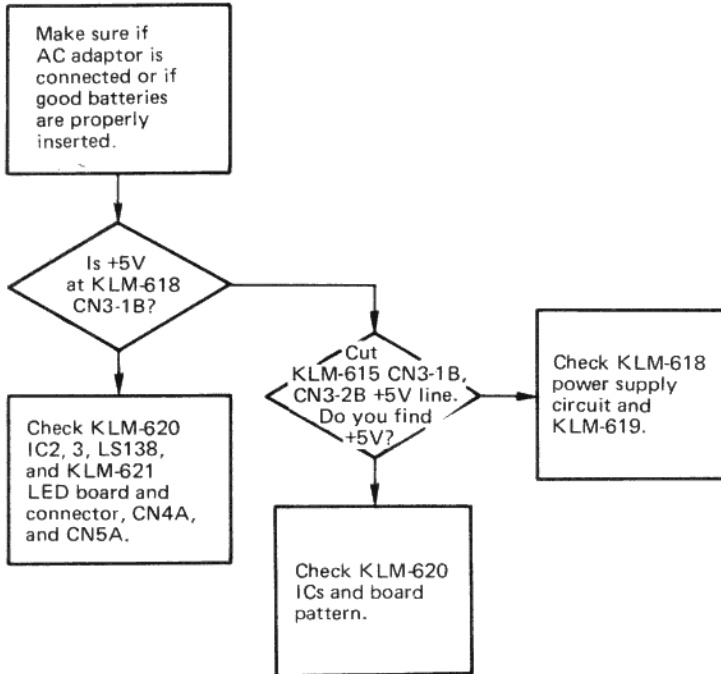 Make sure if
AC adaptor is
connected or if
good batteries
are properly
inserted.
Is +5V
at KLM-618
CN3-1B?
Cut
KLM-615 CN3-1B,
CN3-2B +5V line.
Do you find
+5V?
Check KLM-618
power supply
circuit and
KLM-619.
Check KLM-620
IC2, 3, LS138,
and KLM-621
LED board and
connector, CN4A,
and CN5A.
Check KLM-620
ICs and board
pattern.